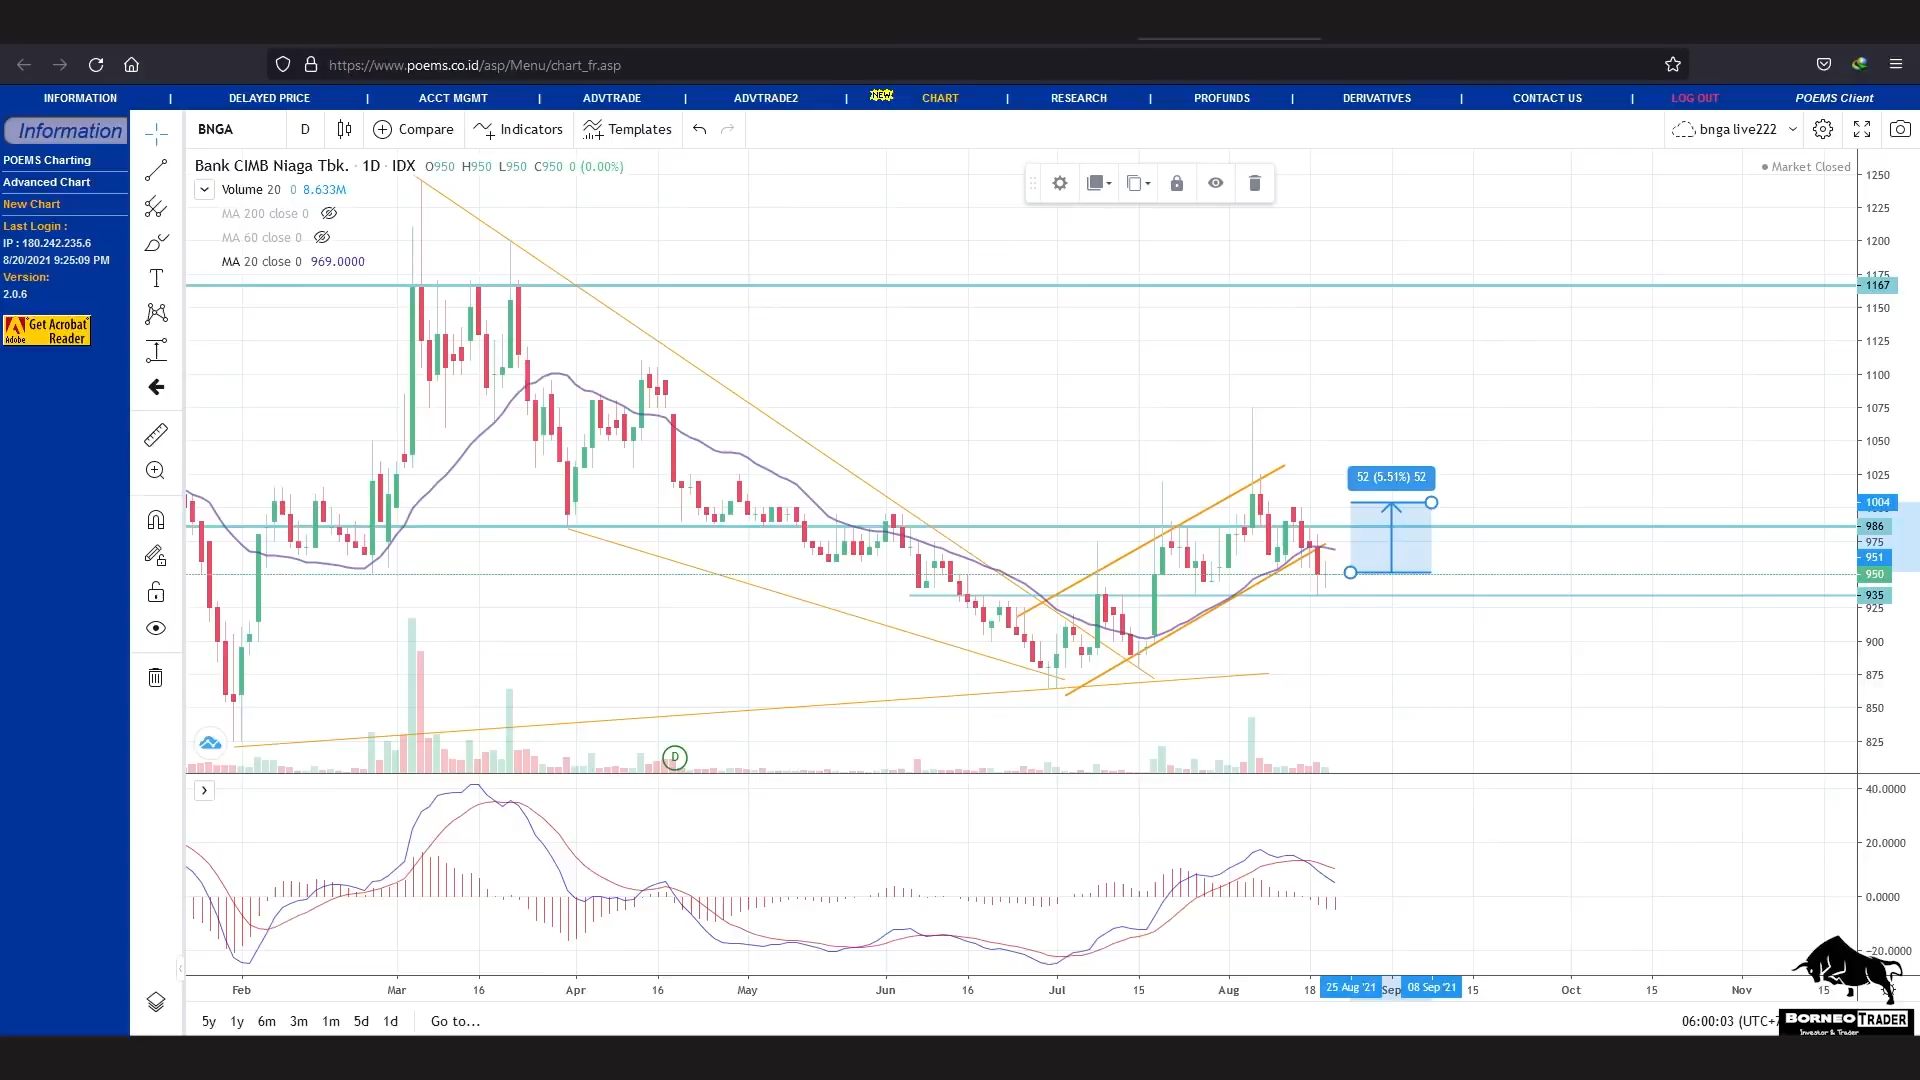 https://www.poems.co.id/asp/Menu/chart_fr.asp
INFORMATION | DELAYED PRICE | ACCT MGMT | ADVTRADE | ADVTRADE2 | NEW CHART | RESEARCH | PROFUNDS | DERIVATIVES | CONTACT US | LOG OUT POEMS Client
Information
POEMS Charting
Advanced Chart
New Chart
Last Login :
IP : 180.242.235.6
8/20/2021 9:25:09 PM
Version:
2.0.6
Get Acrobat
Adobe Reader
BNGA D Compare Indicators Templates bnga live222
Bank CIMB Niaga Tbk. · 1D · IDX O950 H950 L950 C950 0 (0.00%)
Market Closed
Volume 20 0 8.633M
MA 200 close 0
MA 60 close 0
MA 20 close 0 969.0000
52 (5.51%) 52
D
1250
1225
1200
1175
1167
1150
1125
1100
1075
1050
1025
1004
986
975
951
950
935
925
900
875
850
825
40.0000
20.0000
0.0000
−20.0000
Feb Mar 16 Apr 16 May Jun 16 Jul 15 Aug 18 25 Aug '21 Sep 08 Sep '21 15 Oct 15 Nov 15
5y 1y 6m 3m 1m 5d 1d Go to...
06:00:03 (UTC+7
BORNEO TRADER
Investor & Trader